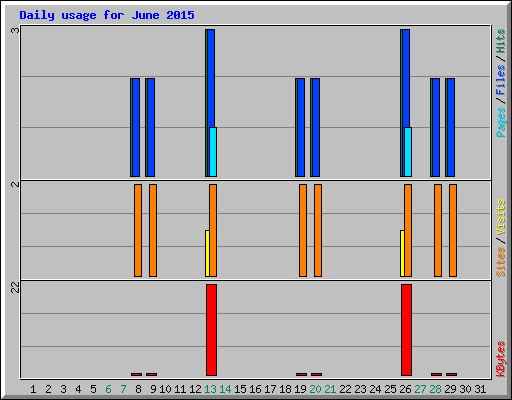 Daily usage for June 2015
3
Pages / Files / Hits
2
Sites / Visits
22
KBytes
1 2 3 4 5 6 7 8 9 10 11 12 13 14 15 16 17 18 19 20 21 22 23 24 25 26 27 28 29 30 31